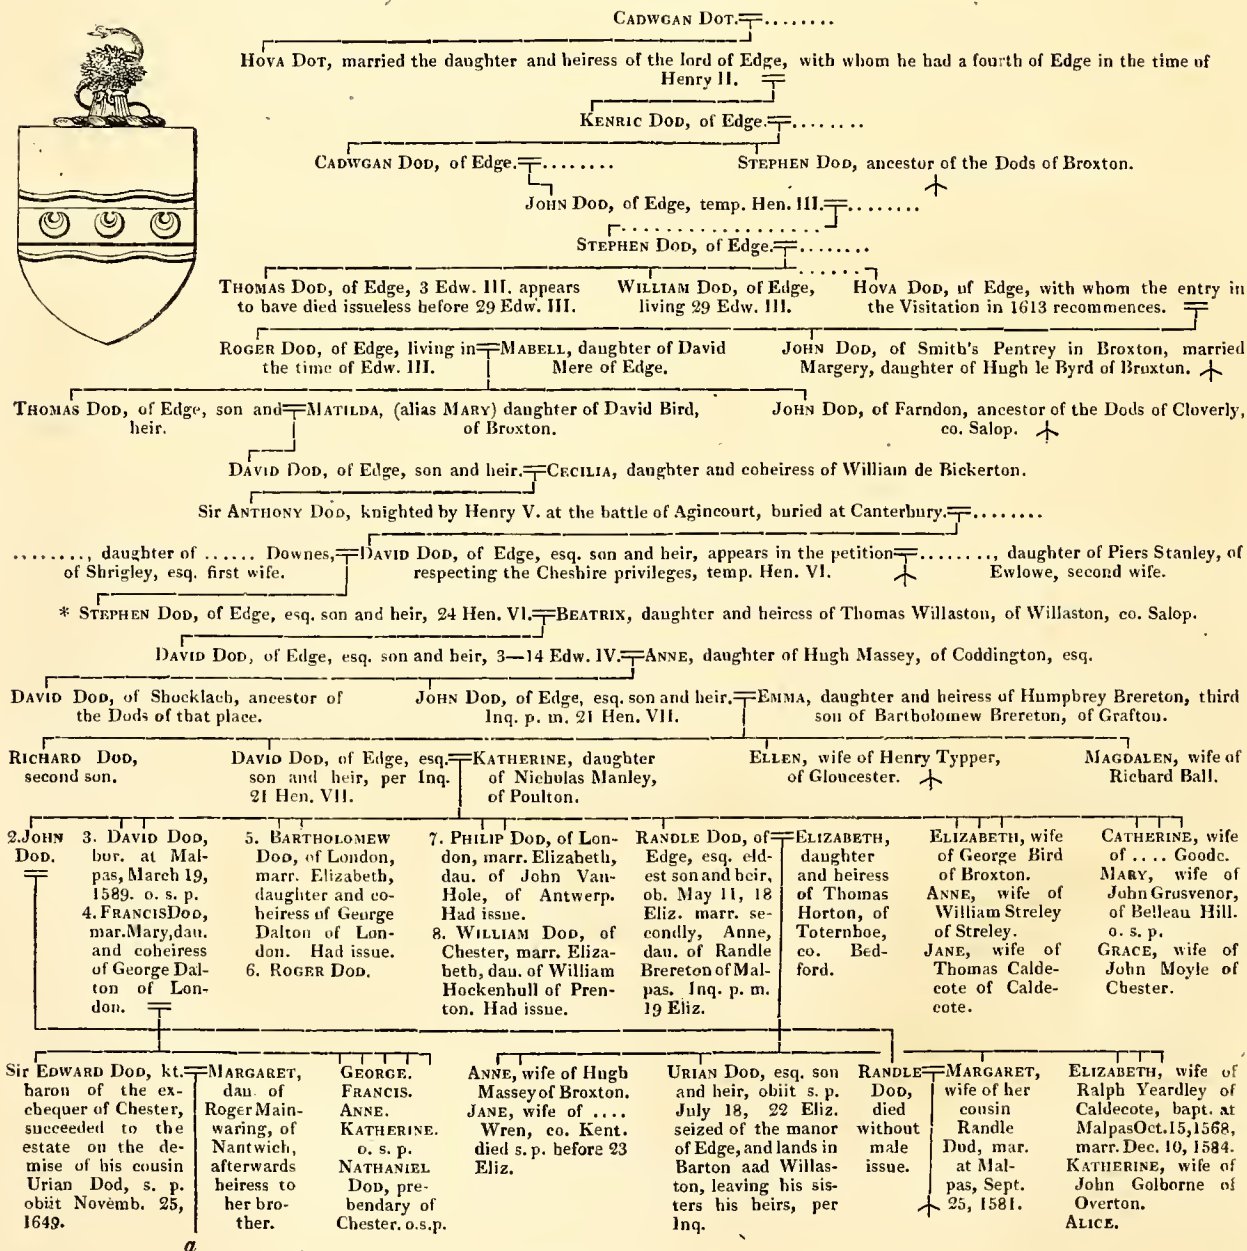 CADWGAN DOT.........
HOVA DOT, married the daughter and heiress of the lord of Edge, with whom he had a fourth of Edge in the time of
Henry II.
KENRIC DOD, of Edge.........
CADWGAN DOD, of Edge.........
STEPHEN DOD, ancestor of the Dods of Broxton.
JOHN DOD, of Edge, temp. Hen. III.........
STEPHEN DOD, of Edge.........
THOMAS DOD, of Edge, 3 Edw. III. appears
to have died issueless before 29 Edw. III.
WILLIAM DOD, of Edge,
living 29 Edw. III.
HOVA DOD, of Edge, with whom the entry in
the Visitation in 1613 recommences.
ROGER DOD, of Edge, living in
the time of Edw. III.
MABELL, daughter of David
Mere of Edge.
JOHN DOD, of Smith's Pentrey in Broxton, married
Margery, daughter of Hugh le Byrd of Broxton.
THOMAS DOD, of Edge, son and
heir.
MATILDA, (alias MARY) daughter of David Bird,
of Broxton.
JOHN DOD, of Farndon, ancestor of the Dods of Cloverly,
co. Salop.
DAVID DOD, of Edge, son and heir.
CECILIA, daughter and coheiress of William de Bickerton.
Sir ANTHONY DOD, knighted by Henry V. at the battle of Agincourt, buried at Canterbury.........
........, daughter of ...... Downes,
of Shrigley, esq. first wife.
DAVID DOD, of Edge, esq. son and heir, appears in the petition
respecting the Cheshire privileges, temp. Hen. VI.
........, daughter of Piers Stanley, of
Ewlowe, second wife.
* STEPHEN DOD, of Edge, esq. son and heir, 24 Hen. VI.
BEATRIX, daughter and heiress of Thomas Willaston, of Willaston, co. Salop.
DAVID DOD, of Edge, esq. son and heir, 3—14 Edw. IV.
ANNE, daughter of Hugh Massey, of Coddington, esq.
DAVID DOD, of Shocklach, ancestor of
the Dods of that place.
JOHN DOD, of Edge, esq. son and heir.
Inq. p. m. 21 Hen. VII.
EMMA, daughter and heiress of Humphrey Brereton, third
son of Bartholomew Brereton, of Grafton.
RICHARD DOD,
second son.
DAVID DOD, of Edge, esq.
son and heir, per Inq.
21 Hen. VII.
KATHERINE, daughter
of Nicholas Manley,
of Poulton.
ELLEN, wife of Henry Typper,
of Gloucester.
MAGDALEN, wife of
Richard Ball.
2. JOHN
DOD.
3. DAVID DOD,
bur. at Mal-
pas, March 19,
1589. o. s. p.
4. FRANCIS DOD,
mar. Mary, dau.
and coheiress
of George Dal-
ton of Lon-
don.
5. BARTHOLOMEW
DOD, of London,
marr. Elizabeth,
daughter and co-
heiress of George
Dalton of Lon-
don. Had issue.
6. ROGER DOD.
7. PHILIP DOD, of Lon-
don, marr. Elizabeth,
dau. of John Van-
Hole, of Antwerp.
Had issue.
8. WILLIAM DOD, of
Chester, marr. Eliza-
beth, dau. of William
Hockenhull of Pren-
ton. Had issue.
RANDLE DOD, of
Edge, esq. eld-
est son and heir,
ob. May 11, 18
Eliz. marr. se-
condly, Anne,
dau. of Randle
Brereton of Mal-
pas. Inq. p. m.
19 Eliz.
ELIZABETH,
daughter
and heiress
of Thomas
Horton, of
Toternhoe,
co. Bed-
ford.
ELIZABETH, wife
of George Bird
of Broxton.
ANNE, wife of
William Streley
of Streley.
JANE, wife of
Thomas Calde-
cote of Calde-
cote.
CATHERINE, wife
of .... Goode.
MARY, wife of
John Grusvenor,
of Belleau Hill.
o. s. p.
GRACE, wife of
John Moyle of
Chester.
Sir EDWARD DOD, kt.
baron of the ex-
chequer of Chester,
succeeded to the
estate on the de-
mise of his cousin
Urian Dod, s. p.
obiit Novemb. 25,
1649.
MARGARET,
dau of
Roger Main-
waring, of
Nantwich,
afterwards
heiress to
her bro-
ther.
GEORGE.
FRANCIS.
ANNE.
KATHERINE.
o. s. p.
NATHANIEL
DOD, pre-
bendary of
Chester. o.s.p.
ANNE, wife of Hugh
Massey of Broxton.
JANE, wife of ....
Wren, co. Kent.
died s. p. before 23
Eliz.
URIAN DOD, esq. son
and heir, obiit s. p.
July 18, 22 Eliz.
seized of the manor
of Edge, and lands in
Barton aad Willas-
ton, leaving his sis-
ters his heirs, per
Inq.
RANDLE
DOD,
died
without
male
issue.
MARGARET,
wife of her
cousin
Randle
Dod, mar.
at Mal-
pas, Sept.
25, 1581.
ELIZABETH, wife of
Ralph Yeardley of
Caldecote, bapt. at
Malpas Oct. 15, 1568,
marr. Dec. 10, 1584.
KATHERINE, wife of
John Golborne of
Overton.
ALICE.
a